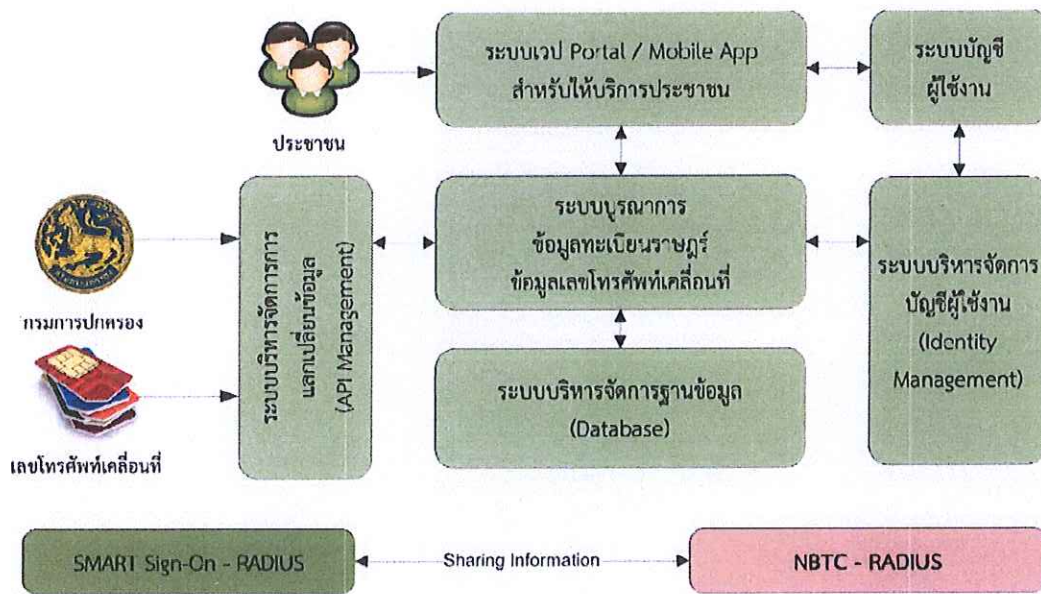 ระบบเวป Portal / Mobile App
สำหรับให้บริการประชาชน
ระบบบัญชี
ผู้ใช้งาน
ประชาชน
ระบบบูรณาการ
ข้อมูลทะเบียนราษฎร์
ข้อมูลเลขโทรศัพท์เคลื่อนที่
ระบบบริหารจัดการการ
แลกเปลี่ยนข้อมูล
(API Management)
ระบบบริหารจัดการ
บัญชีผู้ใช้งาน
(Identity
Management)
กรมการปกครอง
ระบบบริหารจัดการฐานข้อมูล
(Database)
เลขโทรศัพท์เคลื่อนที่
SMART Sign-On - RADIUS
Sharing Information
NBTC - RADIUS